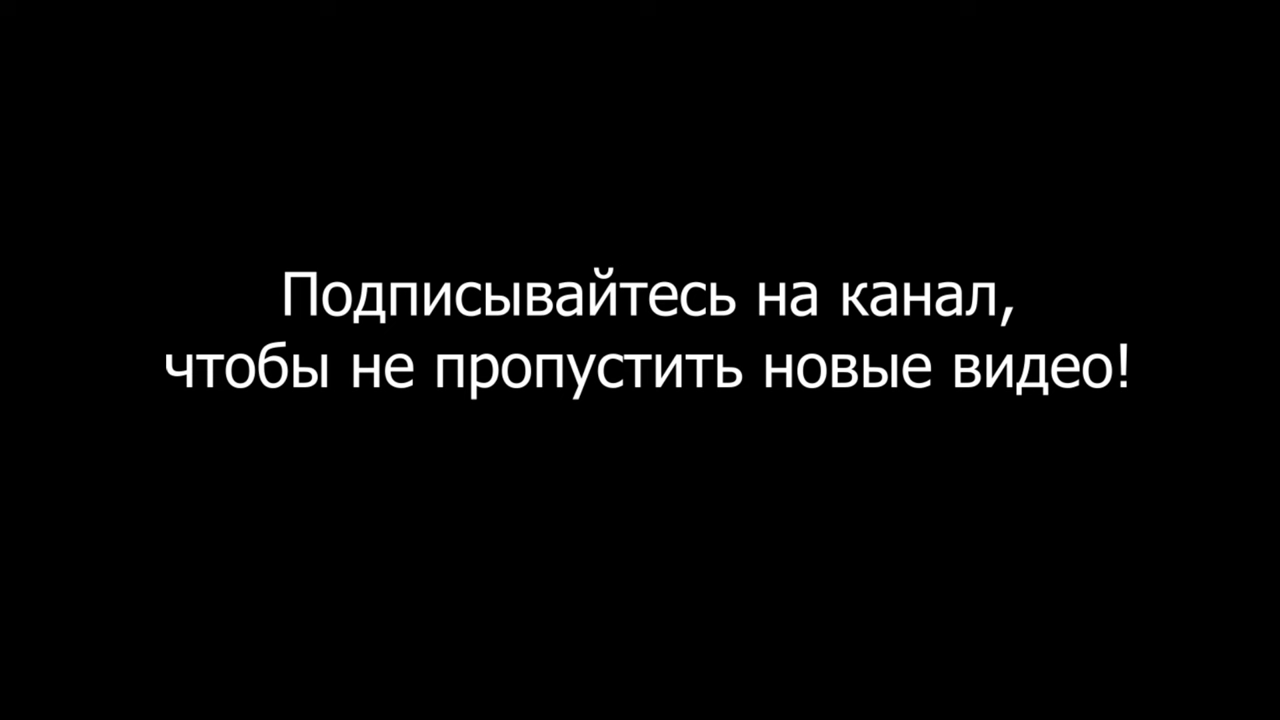 Подписывайтесь на канал,
чтобы не пропустить новые видео!